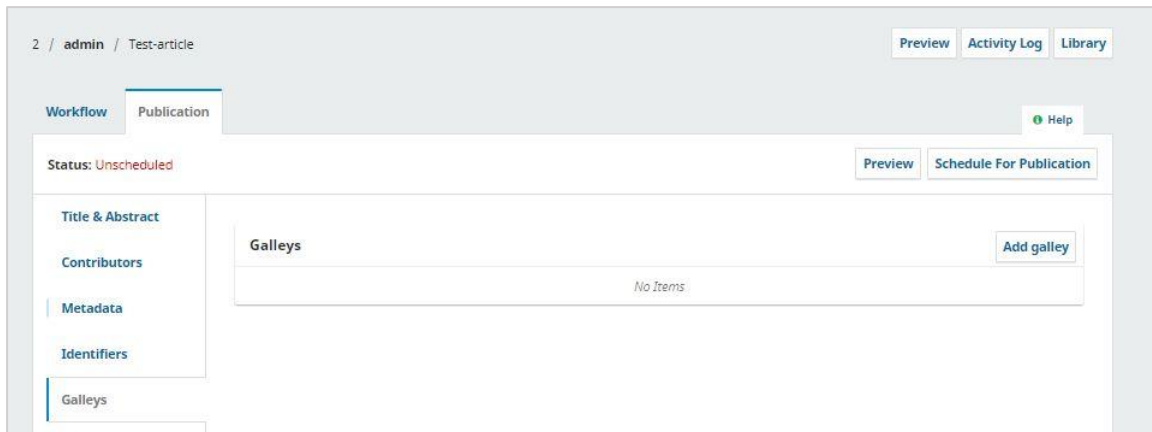 2 / admin / Test-article Preview Activity Log Library
Workflow Publication
Help
Status: Unscheduled Preview Schedule For Publication
Title & Abstract
Galleys Add galley
Contributors
No Items
Metadata
Identifiers
Galleys